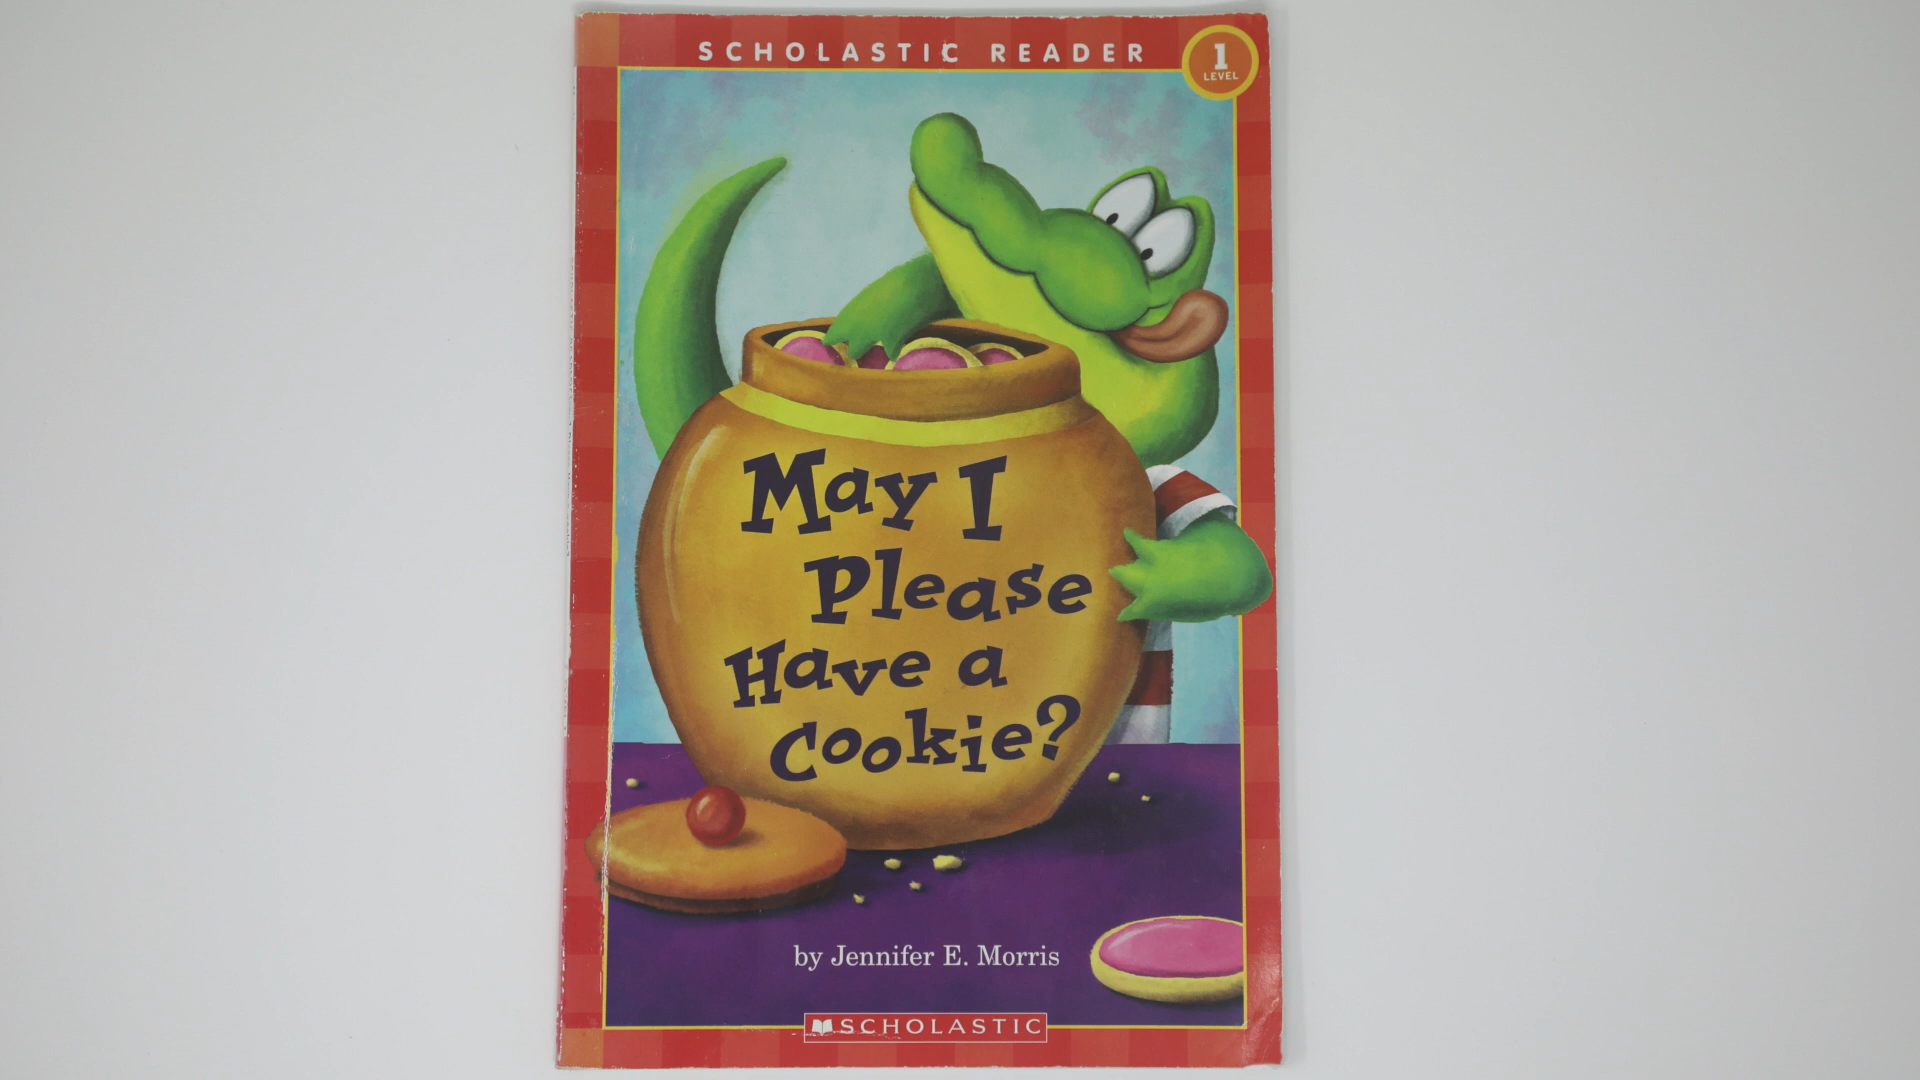 SCHOLASTIC READER
1
LEVEL
May I
Please
Have a
Cookie?
by Jennifer E. Morris
SCHOLASTIC